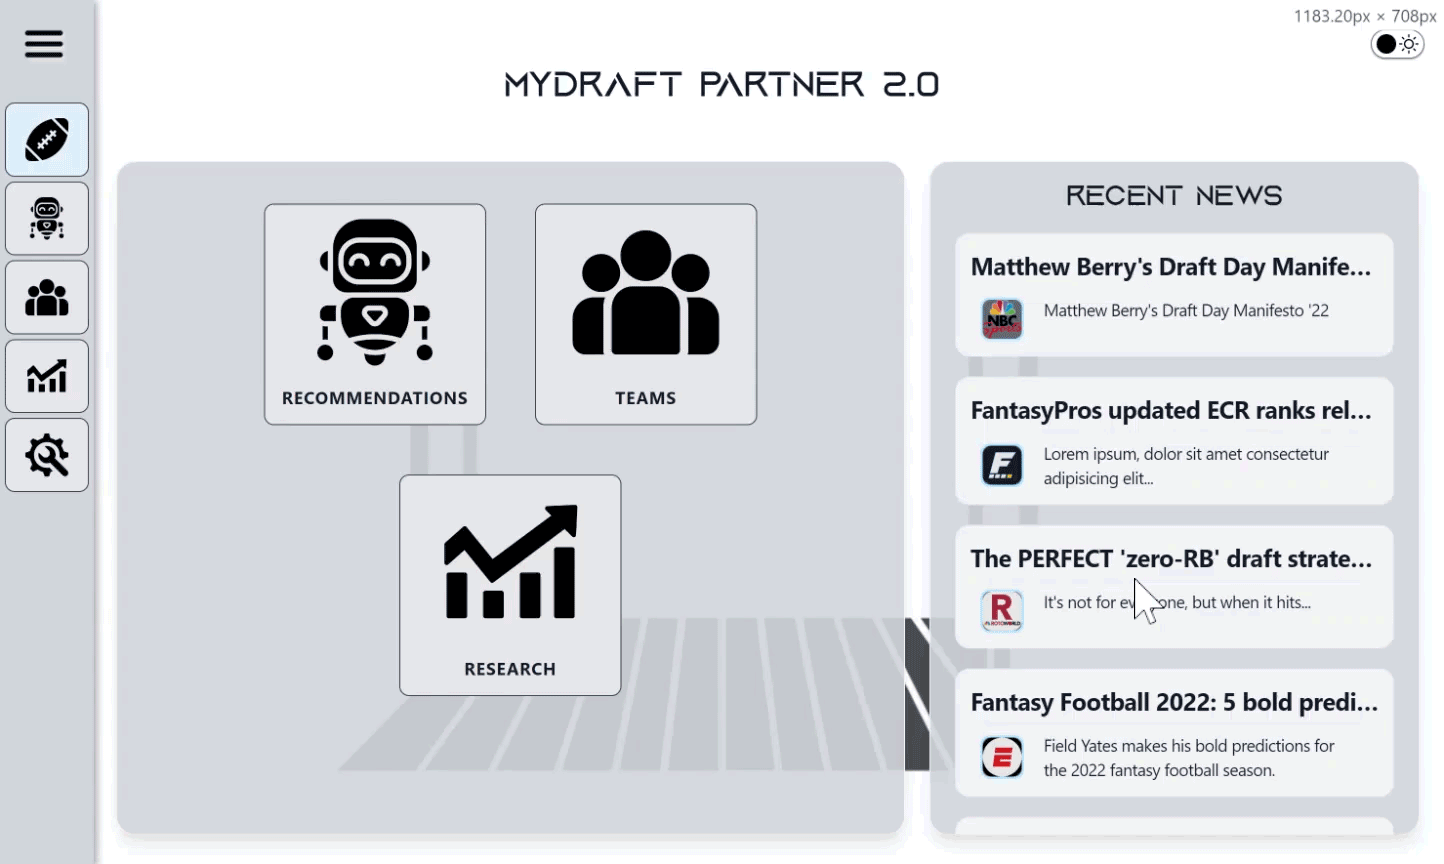 1183.20px × 708px
MYDRAFT PARTNER 2.0
RECOMMENDATIONS
TEAMS
RESEARCH
RECENT NEWS
Matthew Berry's Draft Day Manife...
NBC
Sports
Matthew Berry's Draft Day Manifesto '22
FantasyPros updated ECR ranks rel...
F
Lorem ipsum, dolor sit amet consectetur
adipisicing elit...
The PERFECT 'zero-RB' draft strate...
R
ROTOWORLD
It's not for everyone, but when it hits...
Fantasy Football 2022: 5 bold predi...
E
Field Yates makes his bold predictions for
the 2022 fantasy football season.